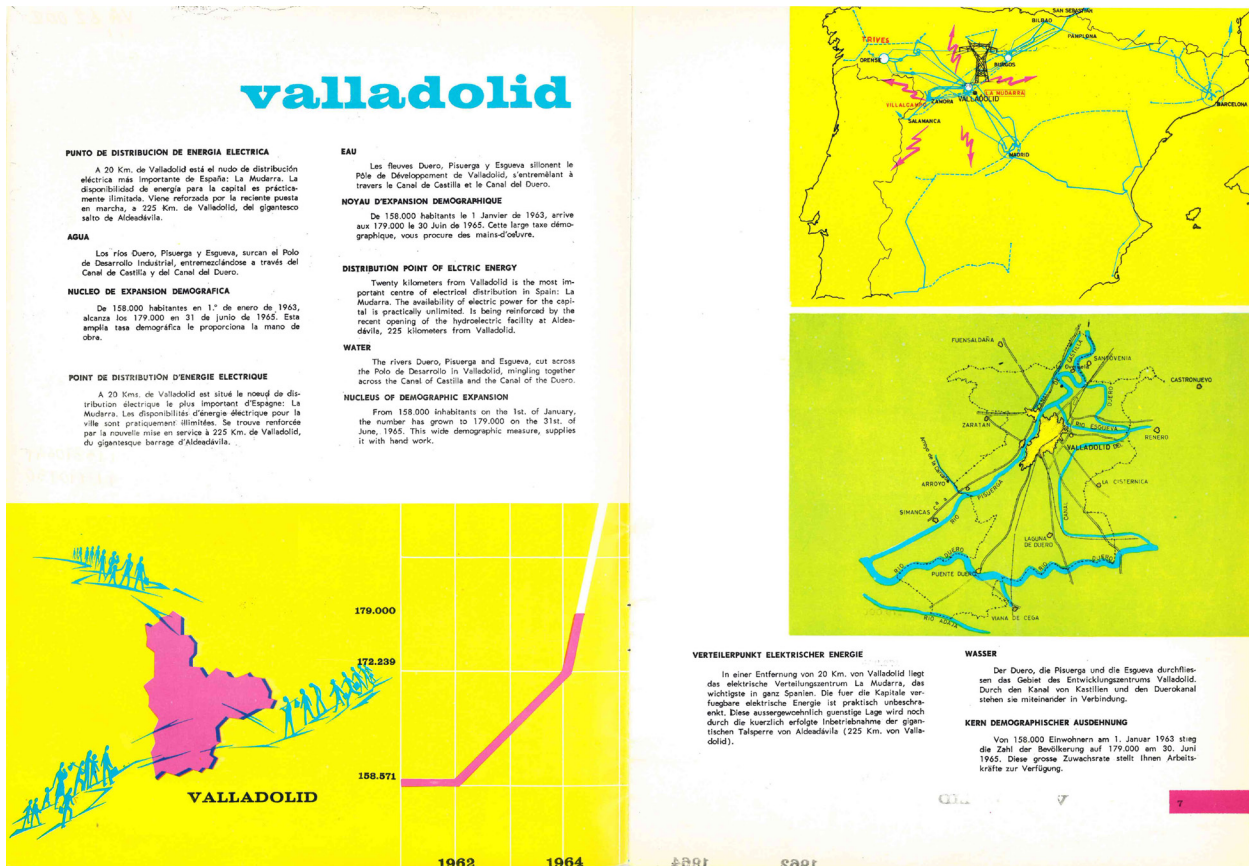 valladolid
PUNTO DE DISTRIBUCIÓN DE ENERGIA ELECTRICA
A 20 Km. de Valladolid está el nudo de distribución
eléctrica más importante de España: La Mudarra. La
disponibilidad de energía para la capital es práctica-
mente ilimitada. Viene reforzada por la reciente puesta
en marcha, a 225 Km. de Valladolid, del gigantesco
salto de Aldeadávila.
AGUA
Los ríos Duero, Pisuerga y Esgueva, surcan el Polo
de Desarrollo Industrial, entremezclándose a través del
Canal de Castilla y del Canal del Duero.
NUCLEO DE EXPANSION DEMOGRAFICA
De 158.000 habitantes en 1.º de enero de 1963,
alcanza los 179.000 en 31 de junio de 1965. Esta
amplia tasa demográfica le proporciona la mano de
obra.
POINT DE DISTRIBUTION D'ENERGIE ELECTRIQUE
A 20 Kms. de Valladolid est situé le noeud de dis-
tribution électrique le plus important d'Espagne: La
Mudarra. Les disponibilités d'énergie électrique pour la
ville sont pratiquement illimitées. Se trouve renforcée
par la nouvelle mise en service à 225 Km. de Valladolid,
du gigantesque barrage d'Aldeadávila.
EAU
Les fleuves Duero, Pisuerga y Esgueva sillonent le
Pôle de Développement de Valladolid, s'entremêlant à
travers le Canal de Castilla et le Canal del Duero.
NOYAU D'EXPANSION DEMOGRAPHIQUE
De 158.000 habitants le 1 Janvier de 1963, arrive
aux 179.000 le 30 Juin de 1965. Cette large taxe démo-
graphique, vous procure des mains-d'oeuvre.
DISTRIBUTION POINT OF ELCTRIC ENERGY
Twenty kilometers from Valladolid is the most im-
portant centre of electrical distribution in Spain: La
Mudarra. The availability of electric power for the capi-
tal is practically unlimited. Is being reinforced by the
recent opening of the hydroelectric facility at Aldea-
dávila, 225 kilometers from Valladolid.
WATER
The rivers Duero, Pisuerga and Esgueva, cut across
the Polo de Desarrollo in Valladolid, mingling together
across the Canal of Castilla and the Canal of the Duero.
NUCLEUS OF DEMOGRAPHIC EXPANSION
From 158.000 inhabitants on the 1st. of January,
the number has grown to 179.000 on the 31st. of
June, 1965. This wide demographic measure, supplies
it with hand work.
VALLADOLID
179.000
172.239
158.571
1962
1964
SAN SEBASTIAN
BILBAO
PAMPLONA
TRIVES
ORENSE
BURGOS
LA MUDARRA
VILLALCAMPO
ZAMORA
VALLADOLID
SALAMANCA
BARCELONA
MADRID
FUENSALDAÑA
CASTILLA
SANTOVENIA
CASTRONUEVO
DUERO
CANAL
ZARATAN
RIO ESGUEVA
RENERO
VALLADOLID DEL
Arroyo de la
ARROYO
PISUERGA
LA CISTERNICA
SIMANCAS
RIO
CANAL
LAGUNA
DE DUERO
RIO
DUERO
PUENTE DUERO
RIO
DUERO
RIO ADAJA
VIANA DE CEGA
VERTEILERPUNKT ELEKTRISCHER ENERGIE
In einer Entfernung von 20 Km. von Valladolid liegt
das elektrische Verteilungszentrum La Mudarra, das
wichtigste in ganz Spanien. Die fuer die Kapitale ver-
fuegbare elektrische Energie ist praktisch unbeschra-
enkt. Diese aussergewoehnlich guenstige Lage wird noch
durch die kuerzlich erfolgte Inbetriebnahme der gigan-
tischen Talsperre von Aldeadávila (225 Km. von Valla-
dolid).
WASSER
Der Duero, die Pisuerga und die Esgueva durchflies-
sen das Gebiet des Entwicklungszentrums Valladolid.
Durch den Kanal von Kastilien und den Duerokanal
stehen sie miteinander in Verbindung.
KERN DEMOGRAPHISCHER AUSDEHNUNG
Von 158.000 Einwohnern am 1. Januar 1963 stieg
die Zahl der Bevölkerung auf 179.000 am 30. Juni
1965. Diese grosse Zuwachsrate stellt Ihnen Arbeits-
kräfte zur Verfügung.
7